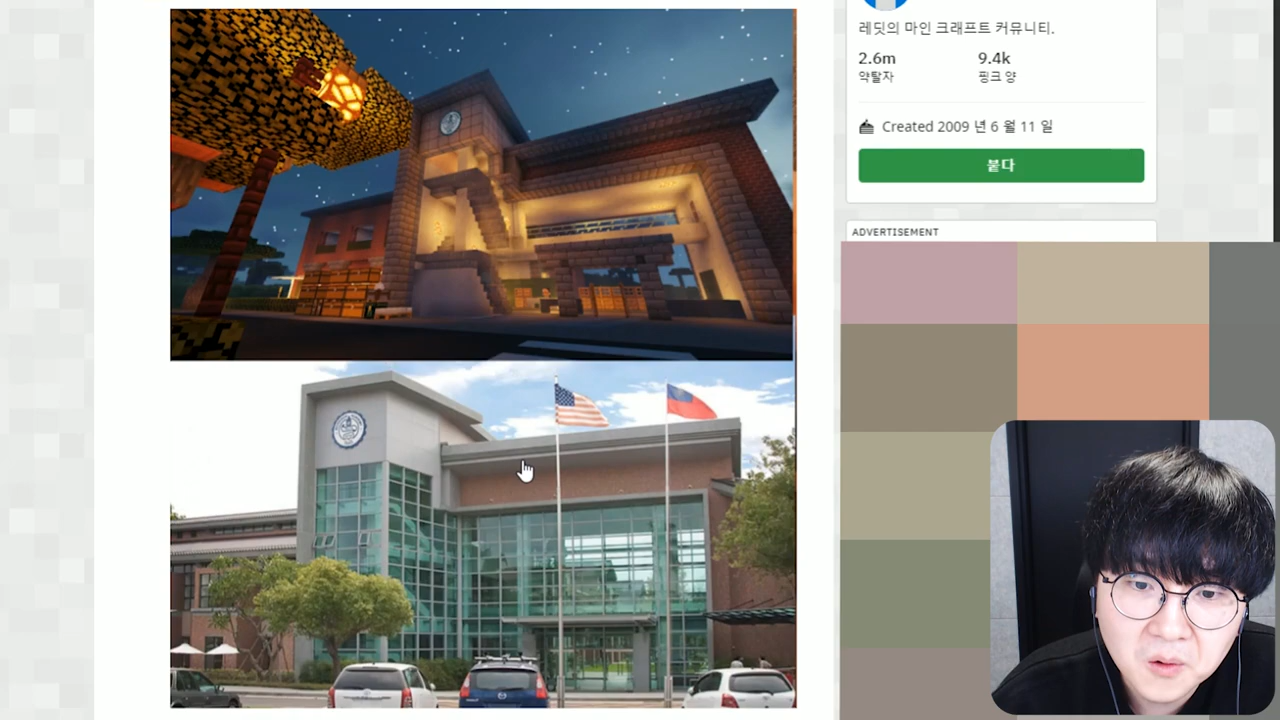 레딧의 마인 크래프트 커뮤니티.
2.6m 9.4k
약탈자 핑크 양
Created 2009 년 6 월 11 일
붙다
ADVERTISEMENT